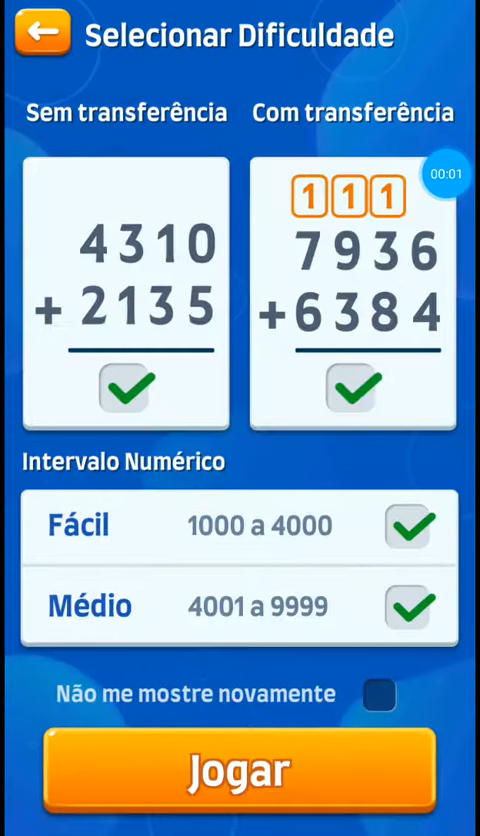 Selecionar Dificuldade
Sem transferência
4310
+ 2135
Com transferência
00:01
1 1 1
7936
+6384
Intervalo Numérico
Fácil 1000 a 4000
Médio 4001 a 9999
Não me mostre novamente
Jogar